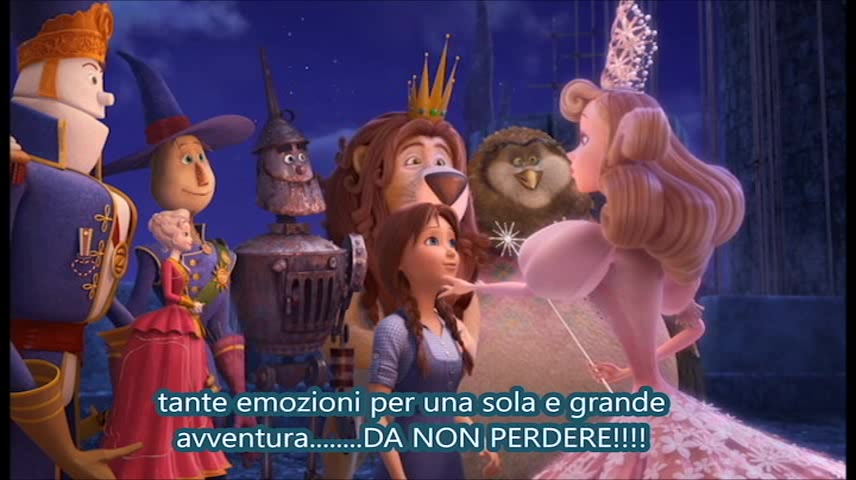 tante emozioni per una sola e grande
avventura........DA NON PERDERE!!!!